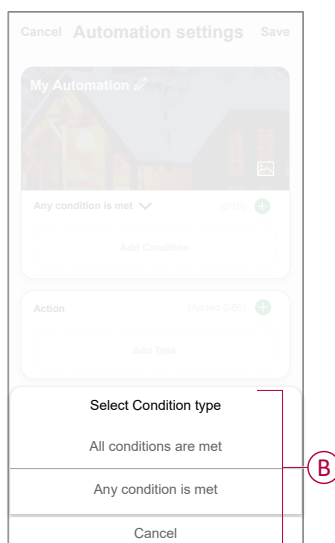 Cancel Automation settings Save
My Automation
Any condition is met (0/10)
Add Condition
Action (Added 0/50)
Add Task
Select Condition type
All conditions are met
Any condition is met
B
Cancel